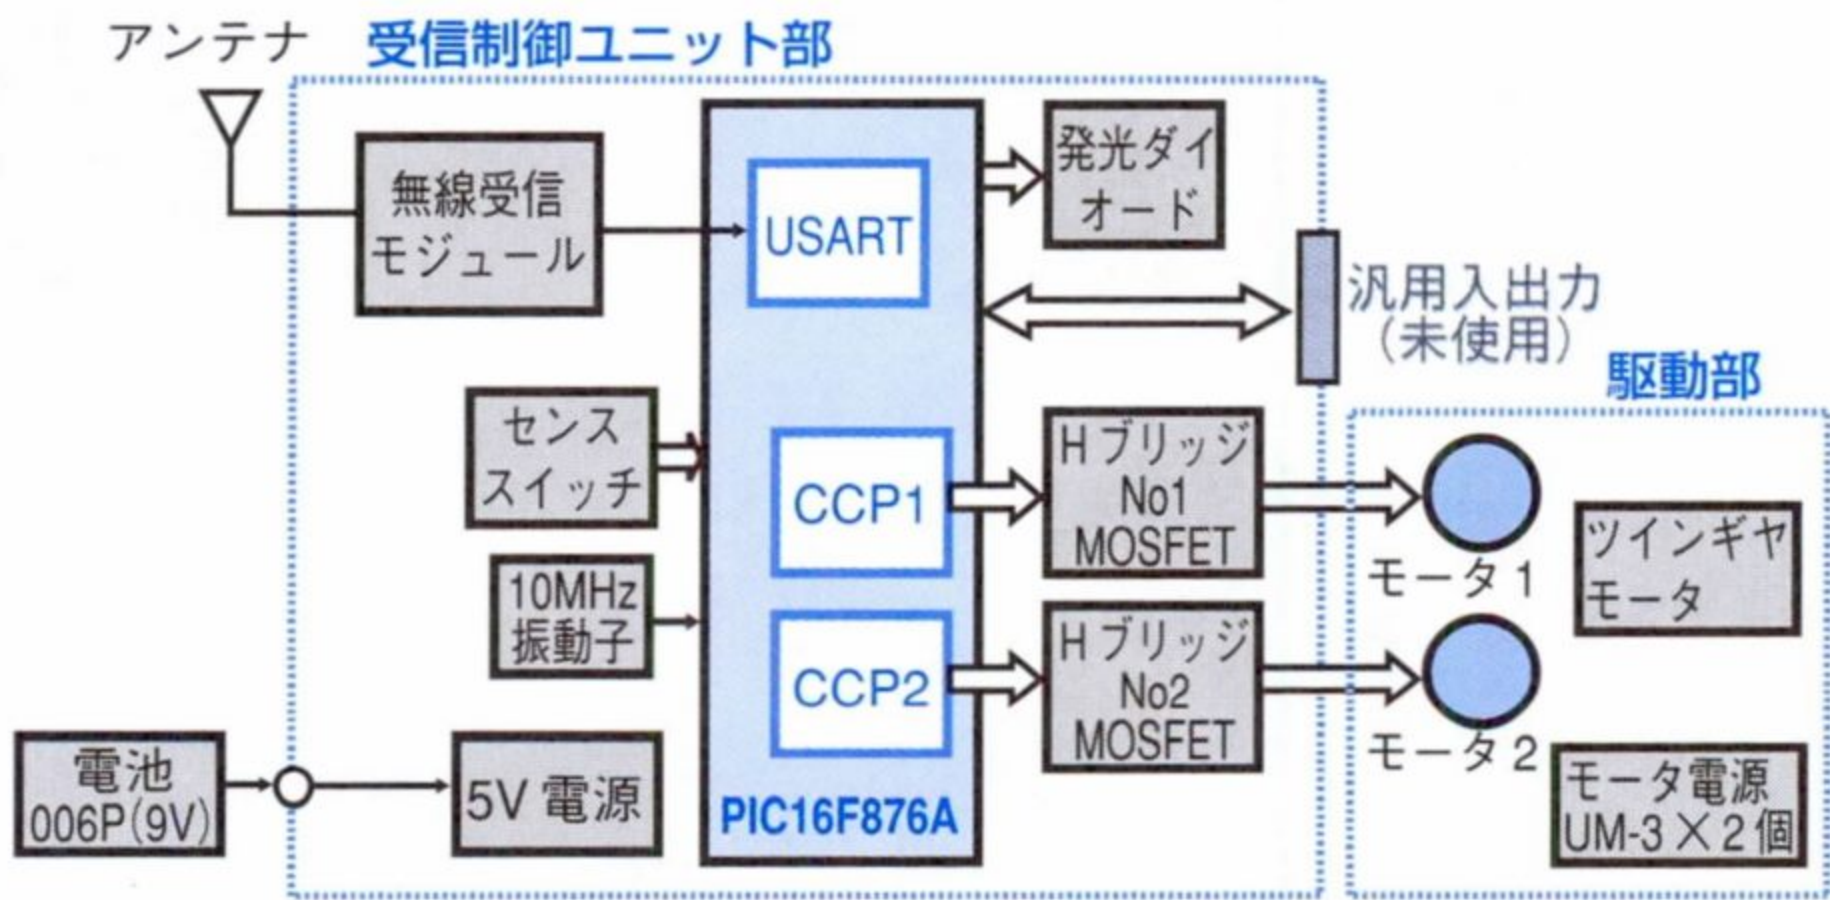 アンテナ
受信制御ユニット部
無線受信
モジュール
USART
発光ダイ
オード
汎用入出力
(未使用)
駆動部
センス
スイッチ
CCP1
Hブリッジ
No1
MOSFET
モータ1
ツインギヤ
モータ
10MHz
振動子
CCP2
Hブリッジ
No2
MOSFET
モータ2
電池
006P(9V)
5V 電源
PIC16F876A
モータ電源
UM-3×2個